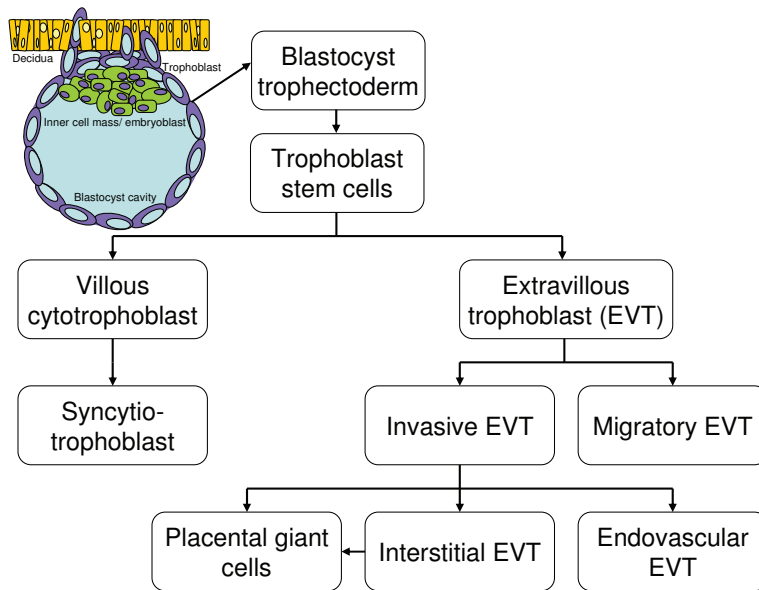 Decidua
Trophoblast
Inner cell mass/ embryoblast
Blastocyst cavity
Blastocyst
trophectoderm
Trophoblast
stem cells
Villous
cytotrophoblast
Extravillous
trophoblast (EVT)
Syncytio-
trophoblast
Invasive EVT
Migratory EVT
Placental giant
cells
Interstitial EVT
Endovascular
EVT